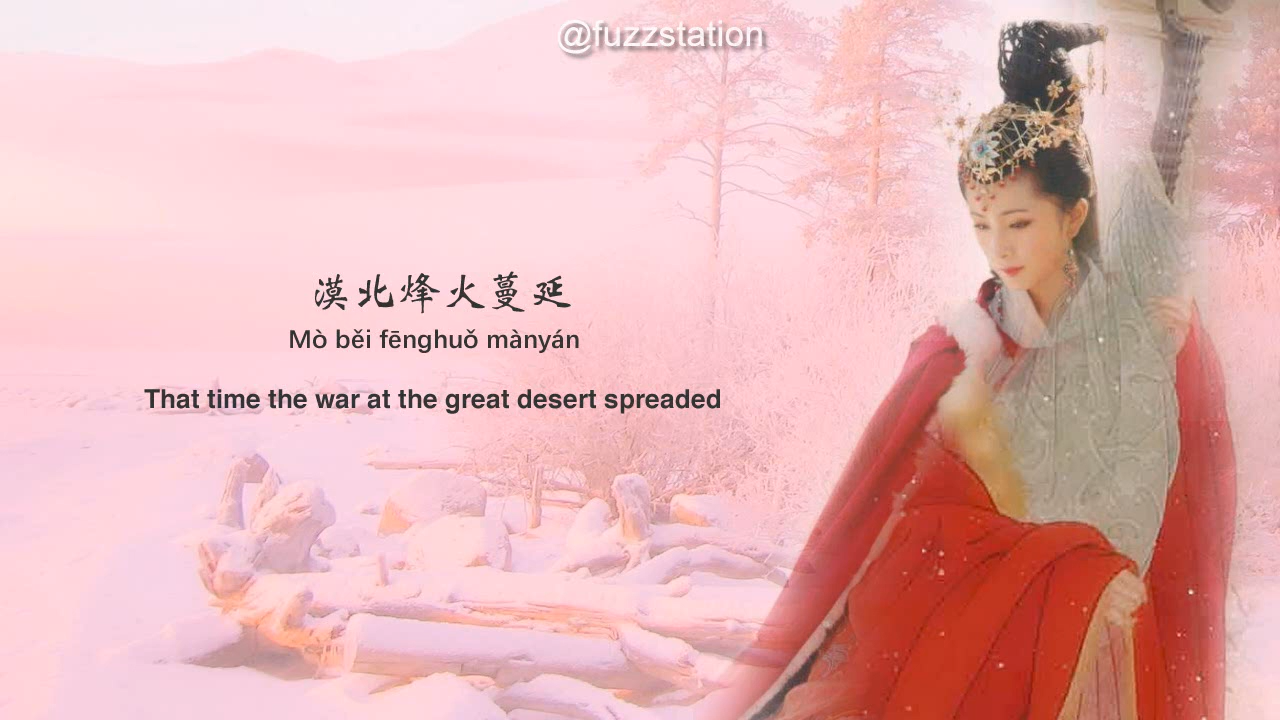 @fuzzstation
漠北烽火蔓延
Mò běi fēnghuǒ mànyán
That time the war at the great desert spreaded